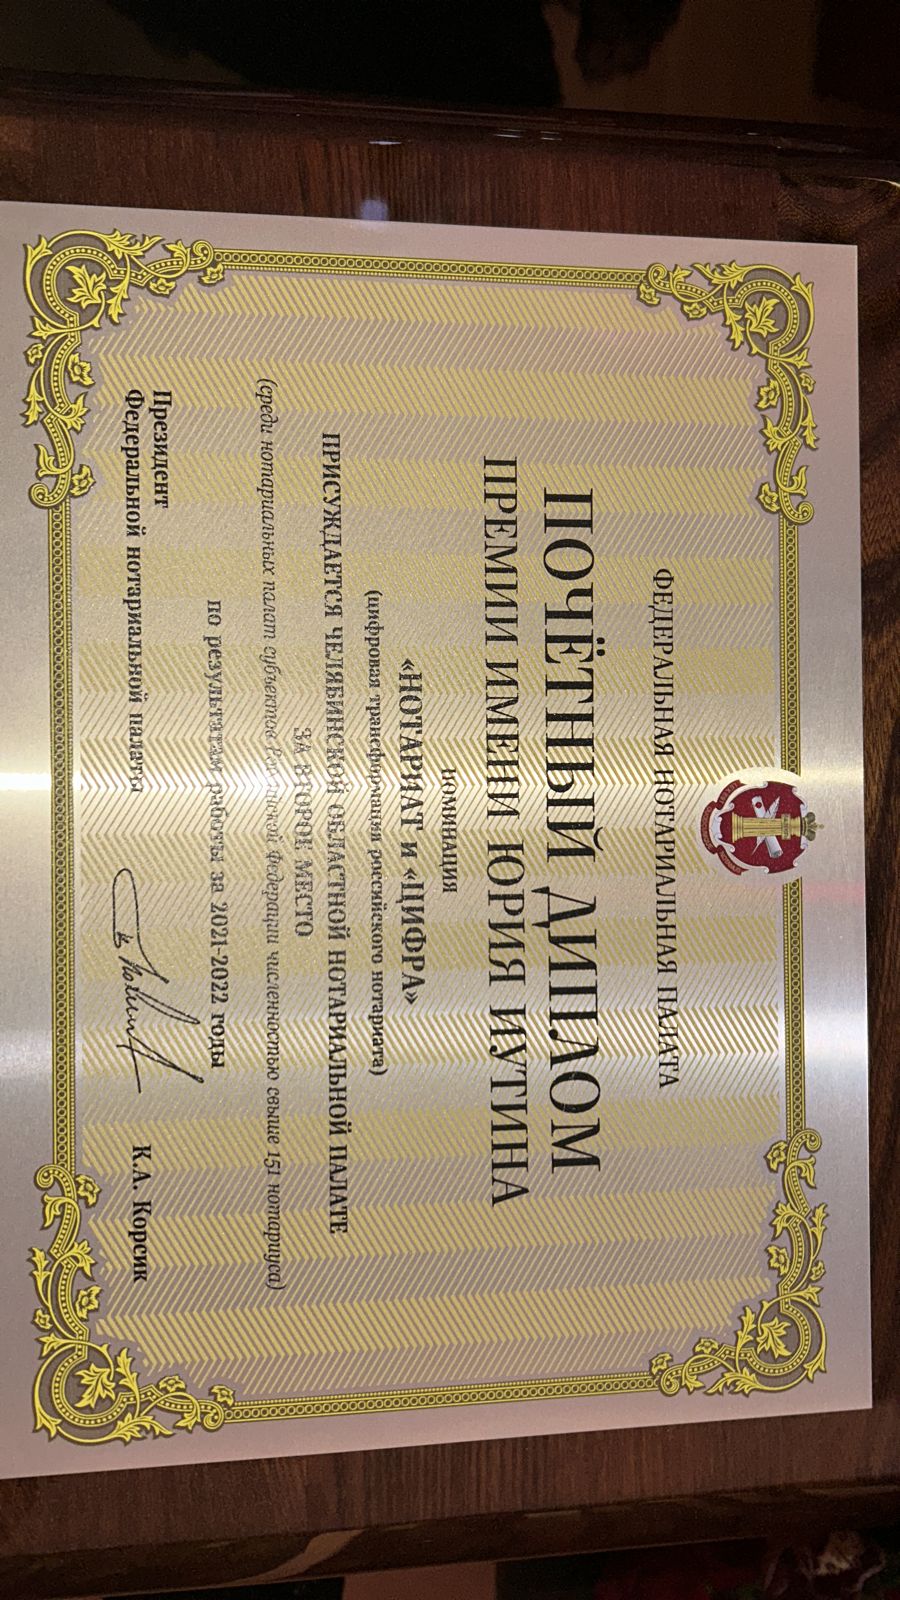 ФЕДЕРАЛЬНАЯ НОТАРИАЛЬНАЯ ПАЛАТА
ПОЧЁТНЫЙ ДИПЛОМ
ПРЕМИИ ИМЕНИ ЮРИЯ ИУТИНА
НОМИНАЦИЯ
«НОТАРИАТ и «ЦИФРА»
(цифровая трансформация российского нотариата)
ПРИСУЖДАЕТСЯ ЧЕЛЯБИНСКОЙ ОБЛАСТНОЙ НОТАРИАЛЬНОЙ ПАЛАТЕ
ЗА ВТОРОЕ МЕСТО
(среди нотариальных палат субъектов Российской Федерации численностью свыше 151 нотариуса)
по результатам работы за 2021-2022 годы
Президент
Федеральной нотариальной палаты
К.А. Корсик